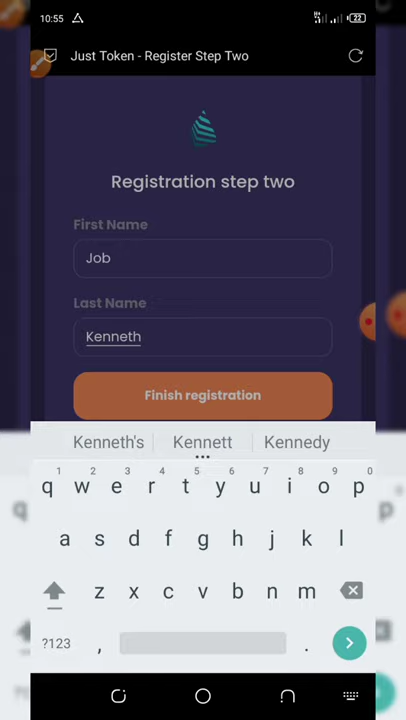 10:55 22
Just Token - Register Step Two
Registration step two
First Name
Job
Last Name
Kenneth
Finish registration
Kenneth's Kennett Kennedy
1 2 3 4 5 6 7 8 9 0
q w e r t y u i o p
a s d f g h j k l
z x c v b n m
?123 , .